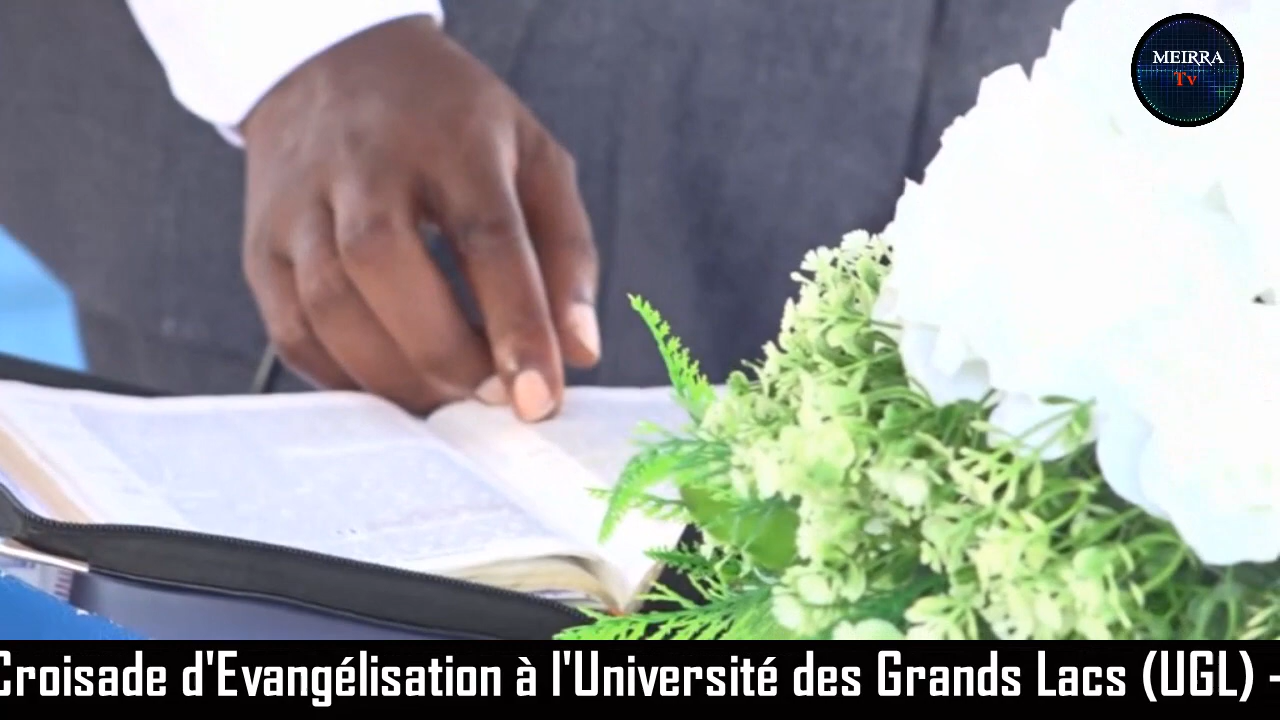 MEIRRA
Tv
Croisade d'Evangélisation à l'Université des Grands Lacs (UGL) -